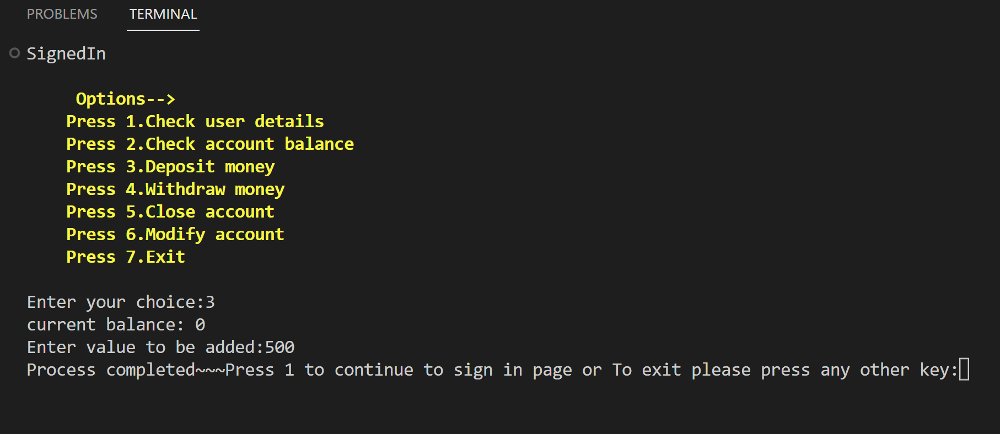 PROBLEMS TERMINAL
SignedIn
Options-->
Press 1.Check user details
Press 2.Check account balance
Press 3.Deposit money
Press 4.Withdraw money
Press 5.Close account
Press 6.Modify account
Press 7.Exit
Enter your choice:3
current balance: 0
Enter value to be added:500
Process completed~~~Press 1 to continue to sign in page or To exit please press any other key: